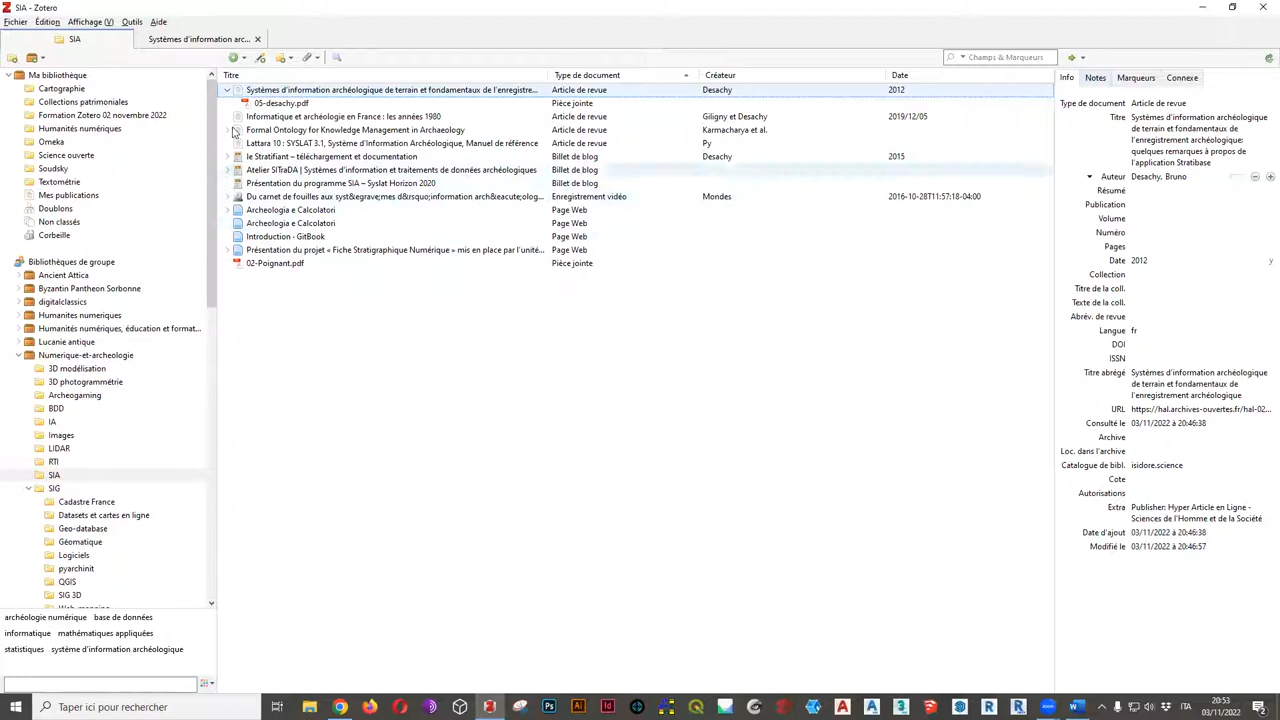 SIA - Zotero
Fichier Édition Affichage (V) Outils Aide
SIA
Systèmes d'information arc...
Champs & Marqueurs
Ma bibliothèque
Cartographie
Collections patrimoniales
Formation Zotero 02 novembre 2022
Humanités numériques
Omeka
Science ouverte
Soudsky
Textométrie
Mes publications
Doublons
Non classés
Corbeille
Bibliothèques de groupe
Ancient Attica
Byzantin Pantheon Sorbonne
digitalclassics
Humanites numeriques
Humanités numériques, éducation et format...
Lucanie antique
Numerique-et-archeologie
3D modélisation
3D photogrammétrie
Archeogaming
BDD
IA
Images
LIDAR
RTI
SIA
SIG
Cadastre France
Datasets et cartes en ligne
Geo-database
Géomatique
Logiciels
pyarchinit
QGIS
SIG 3D
Web-mapping
archéologie numérique base de données
informatique mathématiques appliquées
statistiques système d'information archéologique
Titre Type de document Créateur Date
Systèmes d'information archéologique de terrain et fondamentaux de l'enregistre... Article de revue Desachy 2012
05-desachy.pdf Pièce jointe
Informatique et archéologie en France : les années 1980 Article de revue Giligny et Desachy 2019/12/05
Formal Ontology for Knowledge Management in Archaeology Article de revue Karmacharya et al.
Lattara 10 : SYSLAT 3.1, Système d'Information Archéologique, Manuel de référence Article de revue Py
le Stratifiant – téléchargement et documentation Billet de blog Desachy 2015
Atelier SITraDA | Systèmes d'information et traitements de données archéologiques Billet de blog
Présentation du programme SIA – Syslat Horizon 2020 Billet de blog
Du carnet de fouilles aux syst&egrave;mes d&rsquo;information arch&eacute;olog... Enregistrement vidéo Mondes 2016-10-28T11:57:18-04:00
Archeologia e Calcolatori Page Web
Archeologia e Calcolatori Page Web
Introduction · GitBook Page Web
Présentation du projet « Fiche Stratigraphique Numérique » mis en place par l'unité... Page Web
02-Poignant.pdf Pièce jointe
Info Notes Marqueurs Connexe
Type de document Article de revue
Titre Systèmes d'information
archéologique de terrain et
fondamentaux de
l'enregistrement
archéologique: quelques
remarques à propos de
l'application Stratibase
Auteur Desachy, Bruno
Résumé
Publication
Volume
Numéro
Pages
Date 2012 y
Collection
Titre de la coll.
Texte de la coll.
Abrév. de revue
Langue fr
DOI
ISSN
Titre abrégé Systèmes d'information
archéologique de terrain et
fondamentaux de
l'enregistrement archéologique
URL https://hal.archives-ouvertes.fr/hal-02...
Consulté le 03/11/2022 à 20:46:38
Archive
Loc. dans l'archive
Catalogue de bibl. isidore.science
Cote
Autorisations
Extra Publisher: Hyper Article en Ligne -
Sciences de l'Homme et de la Société
Date d'ajout 03/11/2022 à 20:46:38
Modifié le 03/11/2022 à 20:46:57
Taper ici pour rechercher
20:53
03/11/2022